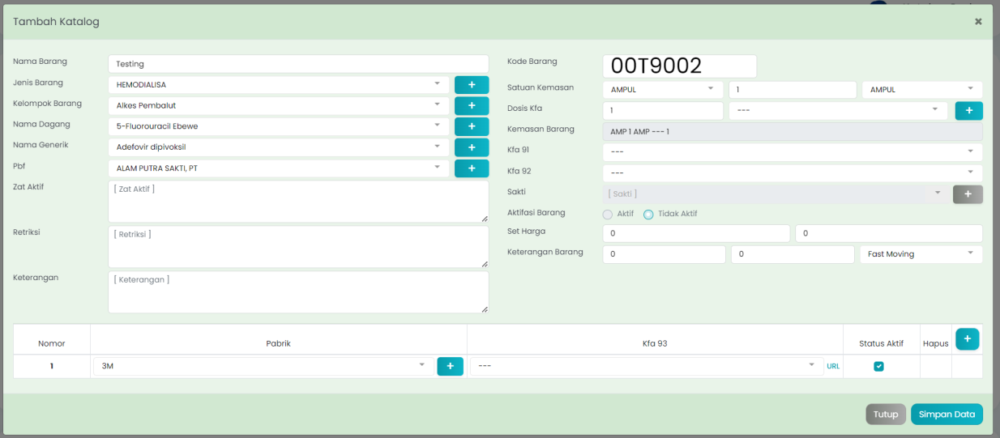 Tambah Katalog
Nama Barang
Testing
Jenis Barang
HEMODIALISA
+
Kelompok Barang
Alkes Pembalut
+
Nama Dagang
5-Fluorouracil Ebewe
+
Nama Generik
Adefovir dipivoksil
+
Pbf
ALAM PUTRA SAKTI, PT
+
Zat Aktif
[ Zat Aktif ]
Retriksi
[ Retriksi ]
Keterangan
[ Keterangan ]
Kode Barang
00T9002
Satuan Kemasan
AMPUL
1
AMPUL
Dosis Kfa
1
---
+
Kemasan Barang
AMP 1 AMP --- 1
Kfa 91
---
Kfa 92
---
Sakti
[ Sakti ]
+
Aktifasi Barang
Aktif
Tidak Aktif
Set Harga
0
0
Keterangan Barang
0
0
Fast Moving
Nomor
Pabrik
Kfa 93
Status Aktif
Hapus
+
1
3M
+
---
URL
Tutup
Simpan Data